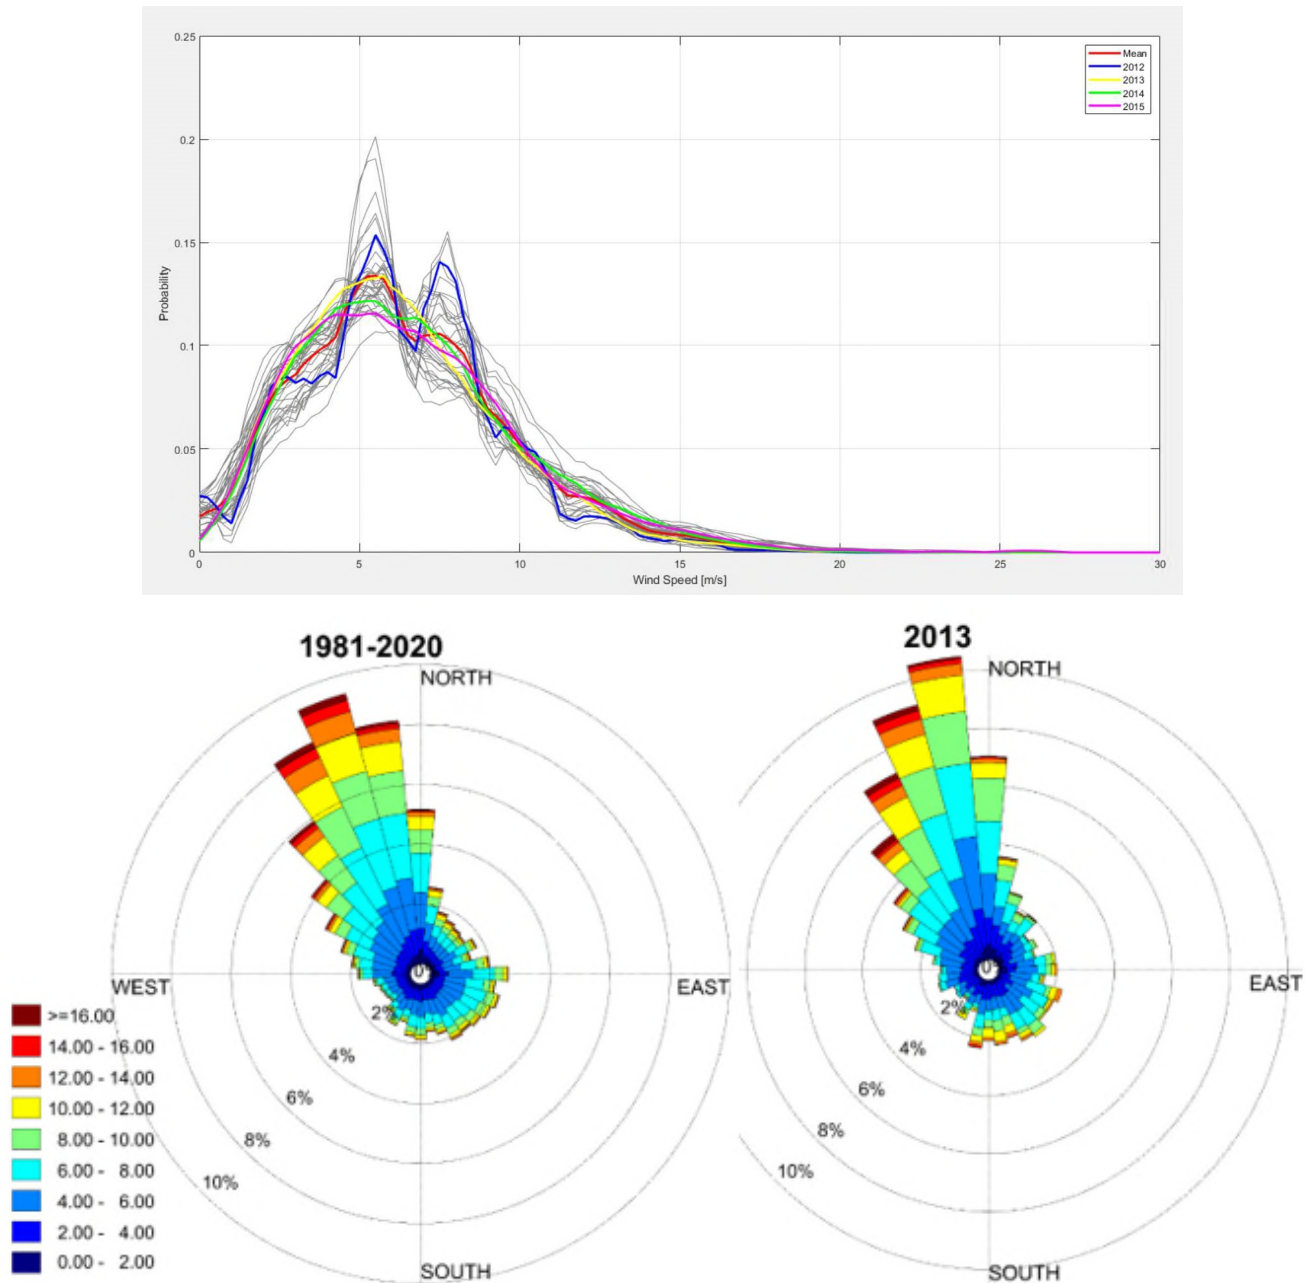 0.25
0.2
0.15
0.1
0.05
0
Probability
Mean
2012
2013
2014
2015
0 5 10 15 20 25 30
Wind Speed [m/s]
1981-2020
NORTH
WEST
EAST
SOUTH
0%
2%
4%
6%
8%
10%
2013
NORTH
EAST
SOUTH
0%
2%
4%
6%
8%
10%
>=16.00
14.00 - 16.00
12.00 - 14.00
10.00 - 12.00
8.00 - 10.00
6.00 - 8.00
4.00 - 6.00
2.00 - 4.00
0.00 - 2.00